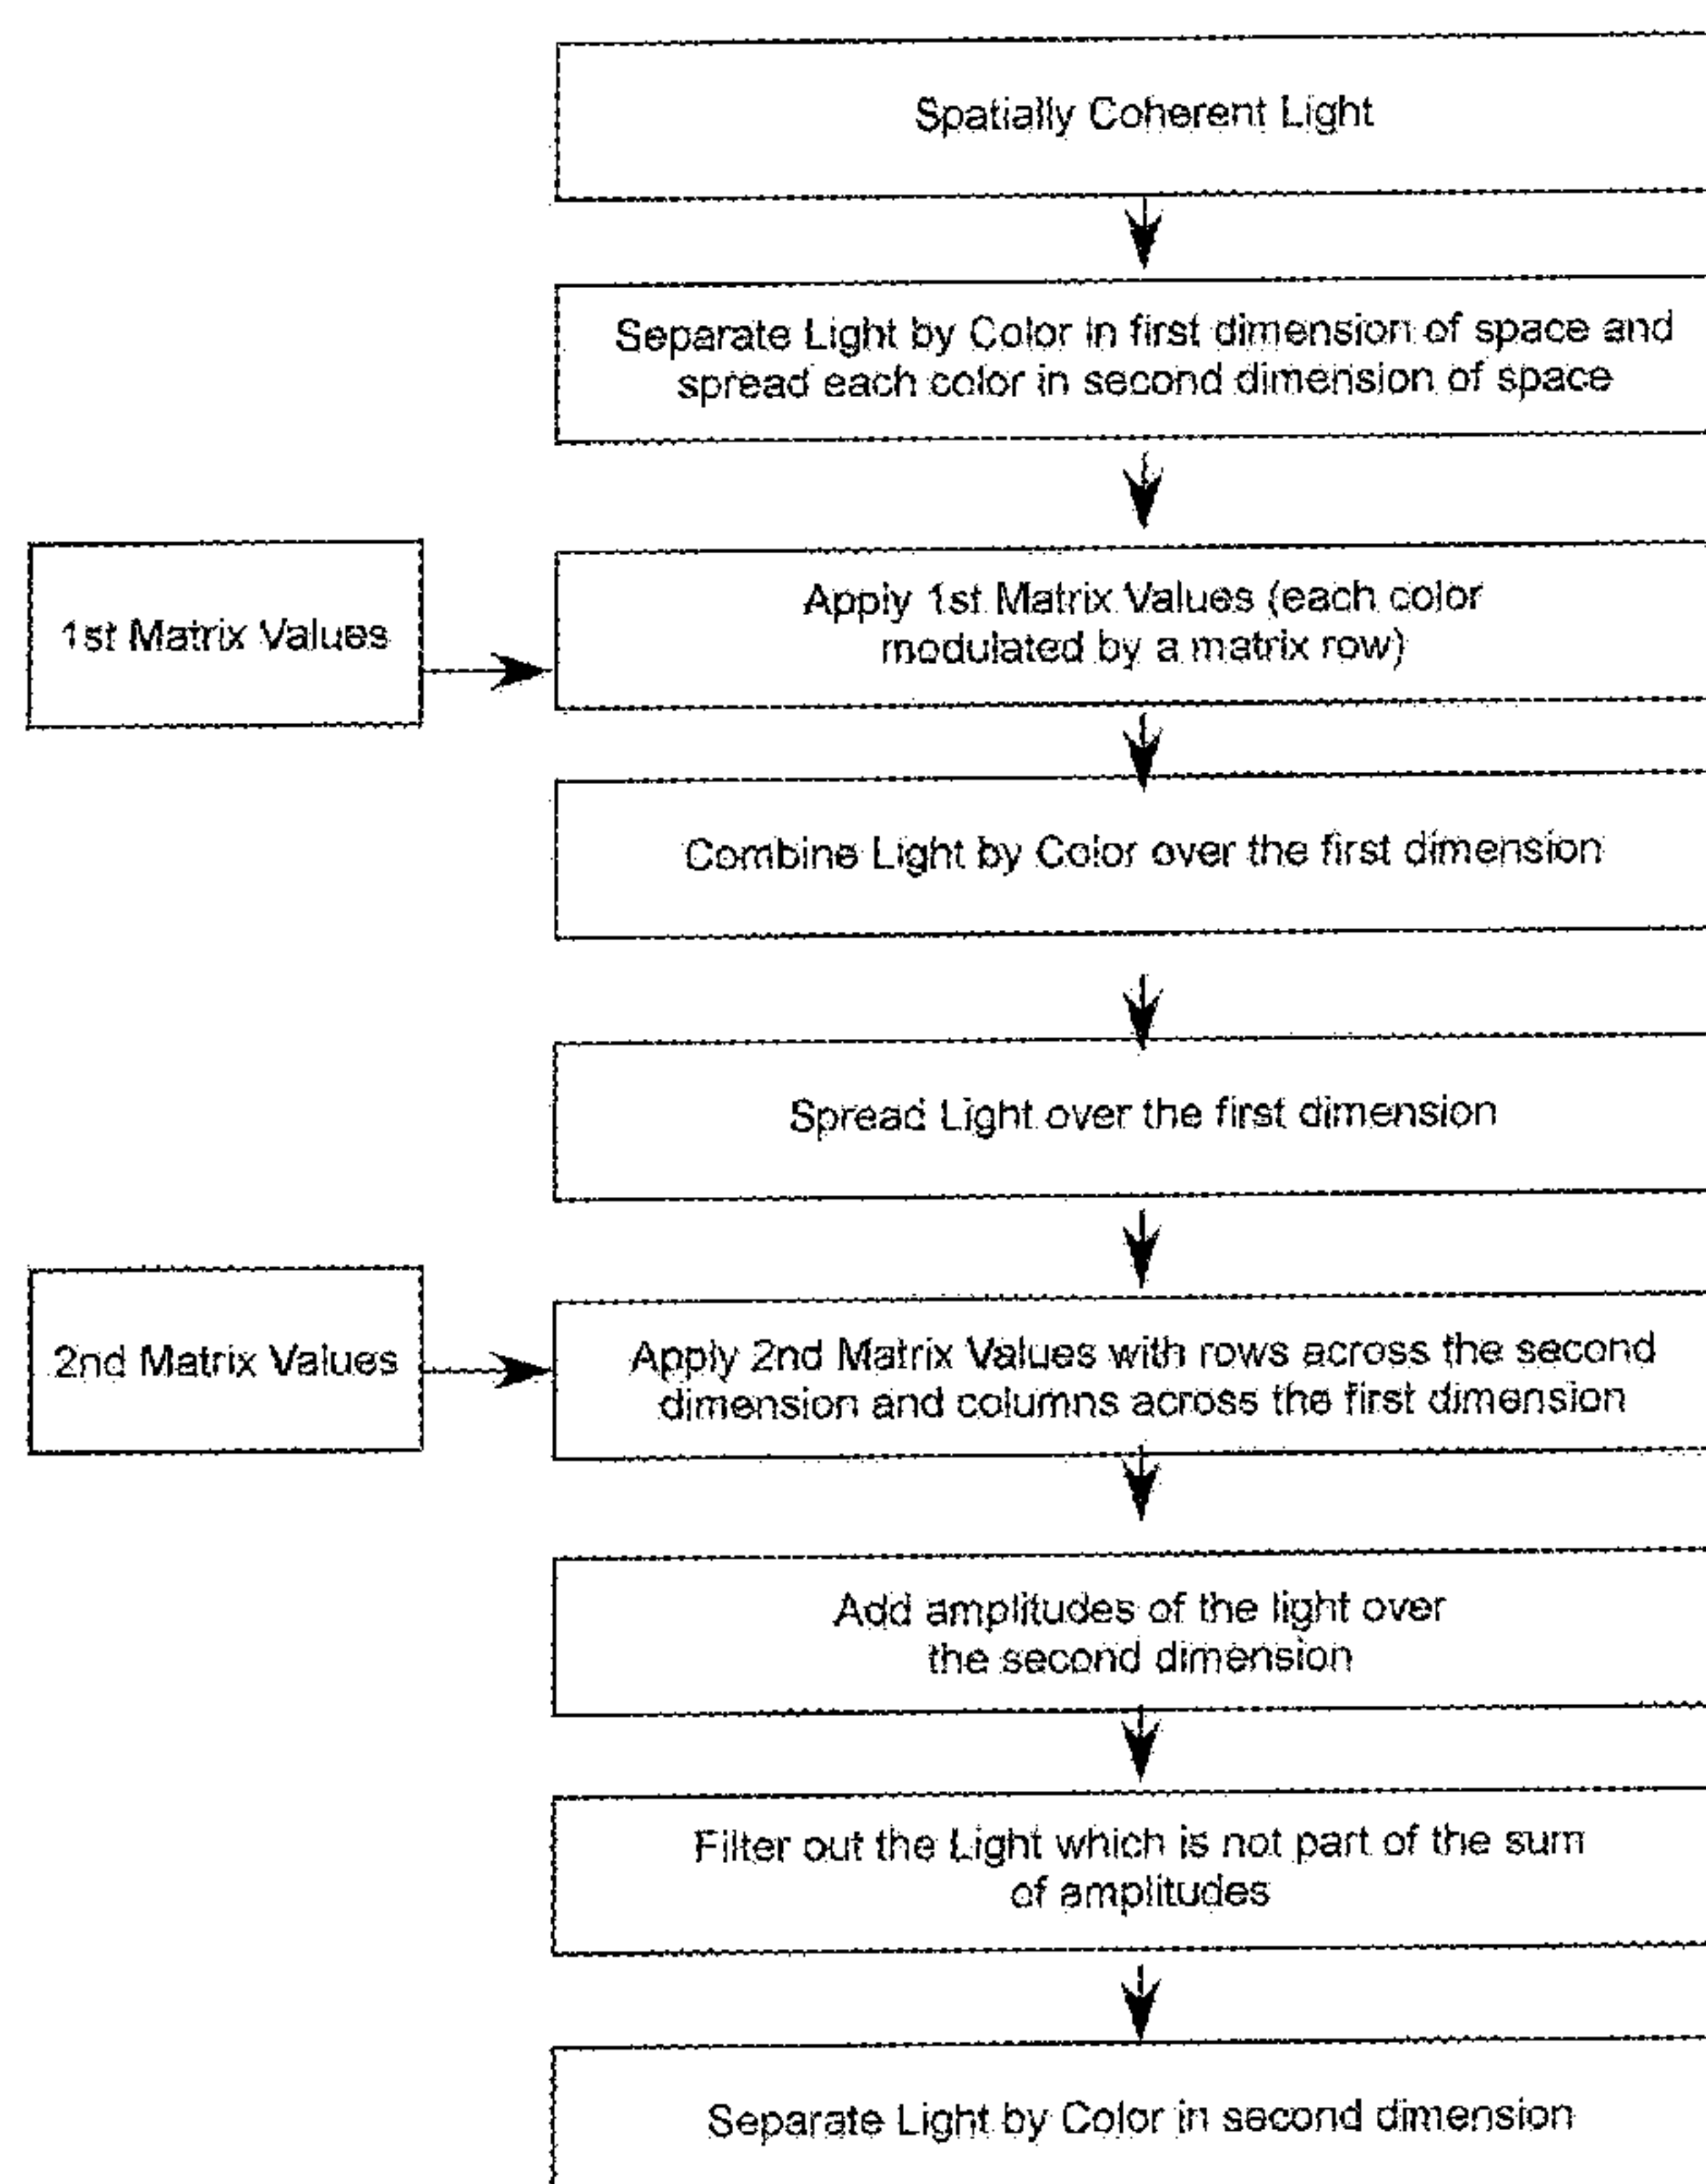 Spatially Coherent Light
Separate Light by Color in first dimension of space and
spread each color in second dimension of space
1st Matrix Values
Apply 1st Matrix Values (each color
modulated by a matrix row)
Combine Light by Color over the first dimension
Spread Light over the first dimension
2nd Matrix Values
Apply 2nd Matrix Values with rows across the second
dimension and columns across the first dimension
Add amplitudes of the light over
the second dimension
Filter out the Light which is not part of the sum
of amplitudes
Separate Light by Color in second dimension